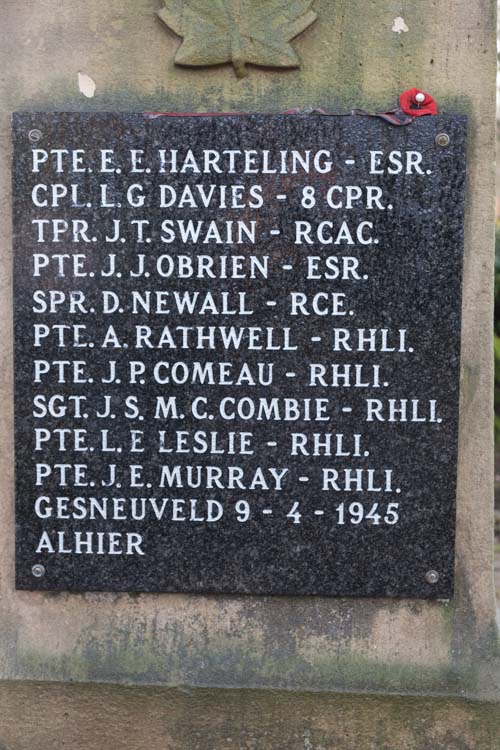 PTE. E. E. HARTELING - ESR.
CPL. L. G DAVIES - 8 CPR.
TPR. J. T. SWAIN - RCAC.
PTE. J. J. OBRIEN - ESR.
SPR. D. NEWALL - RCE.
PTE. A. RATHWELL - RHLI.
PTE. J. P. COMEAU - RHLI.
SGT. J. S. M. C. COMBIE - RHLI.
PTE. L. E LESLIE - RHLI.
PTE. J. E. MURRAY - RHLI.
GESNEUVELD 9 - 4 - 1945
ALHIER